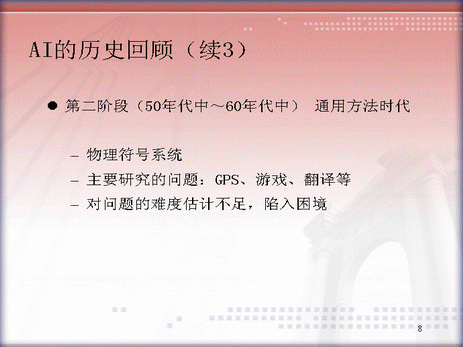 AI的历史回顾（续3）
● 第二阶段（50年代中～60年代中） 通用方法时代
– 物理符号系统
– 主要研究的问题：GPS、游戏、翻译等
– 对问题的难度估计不足，陷入困境
8